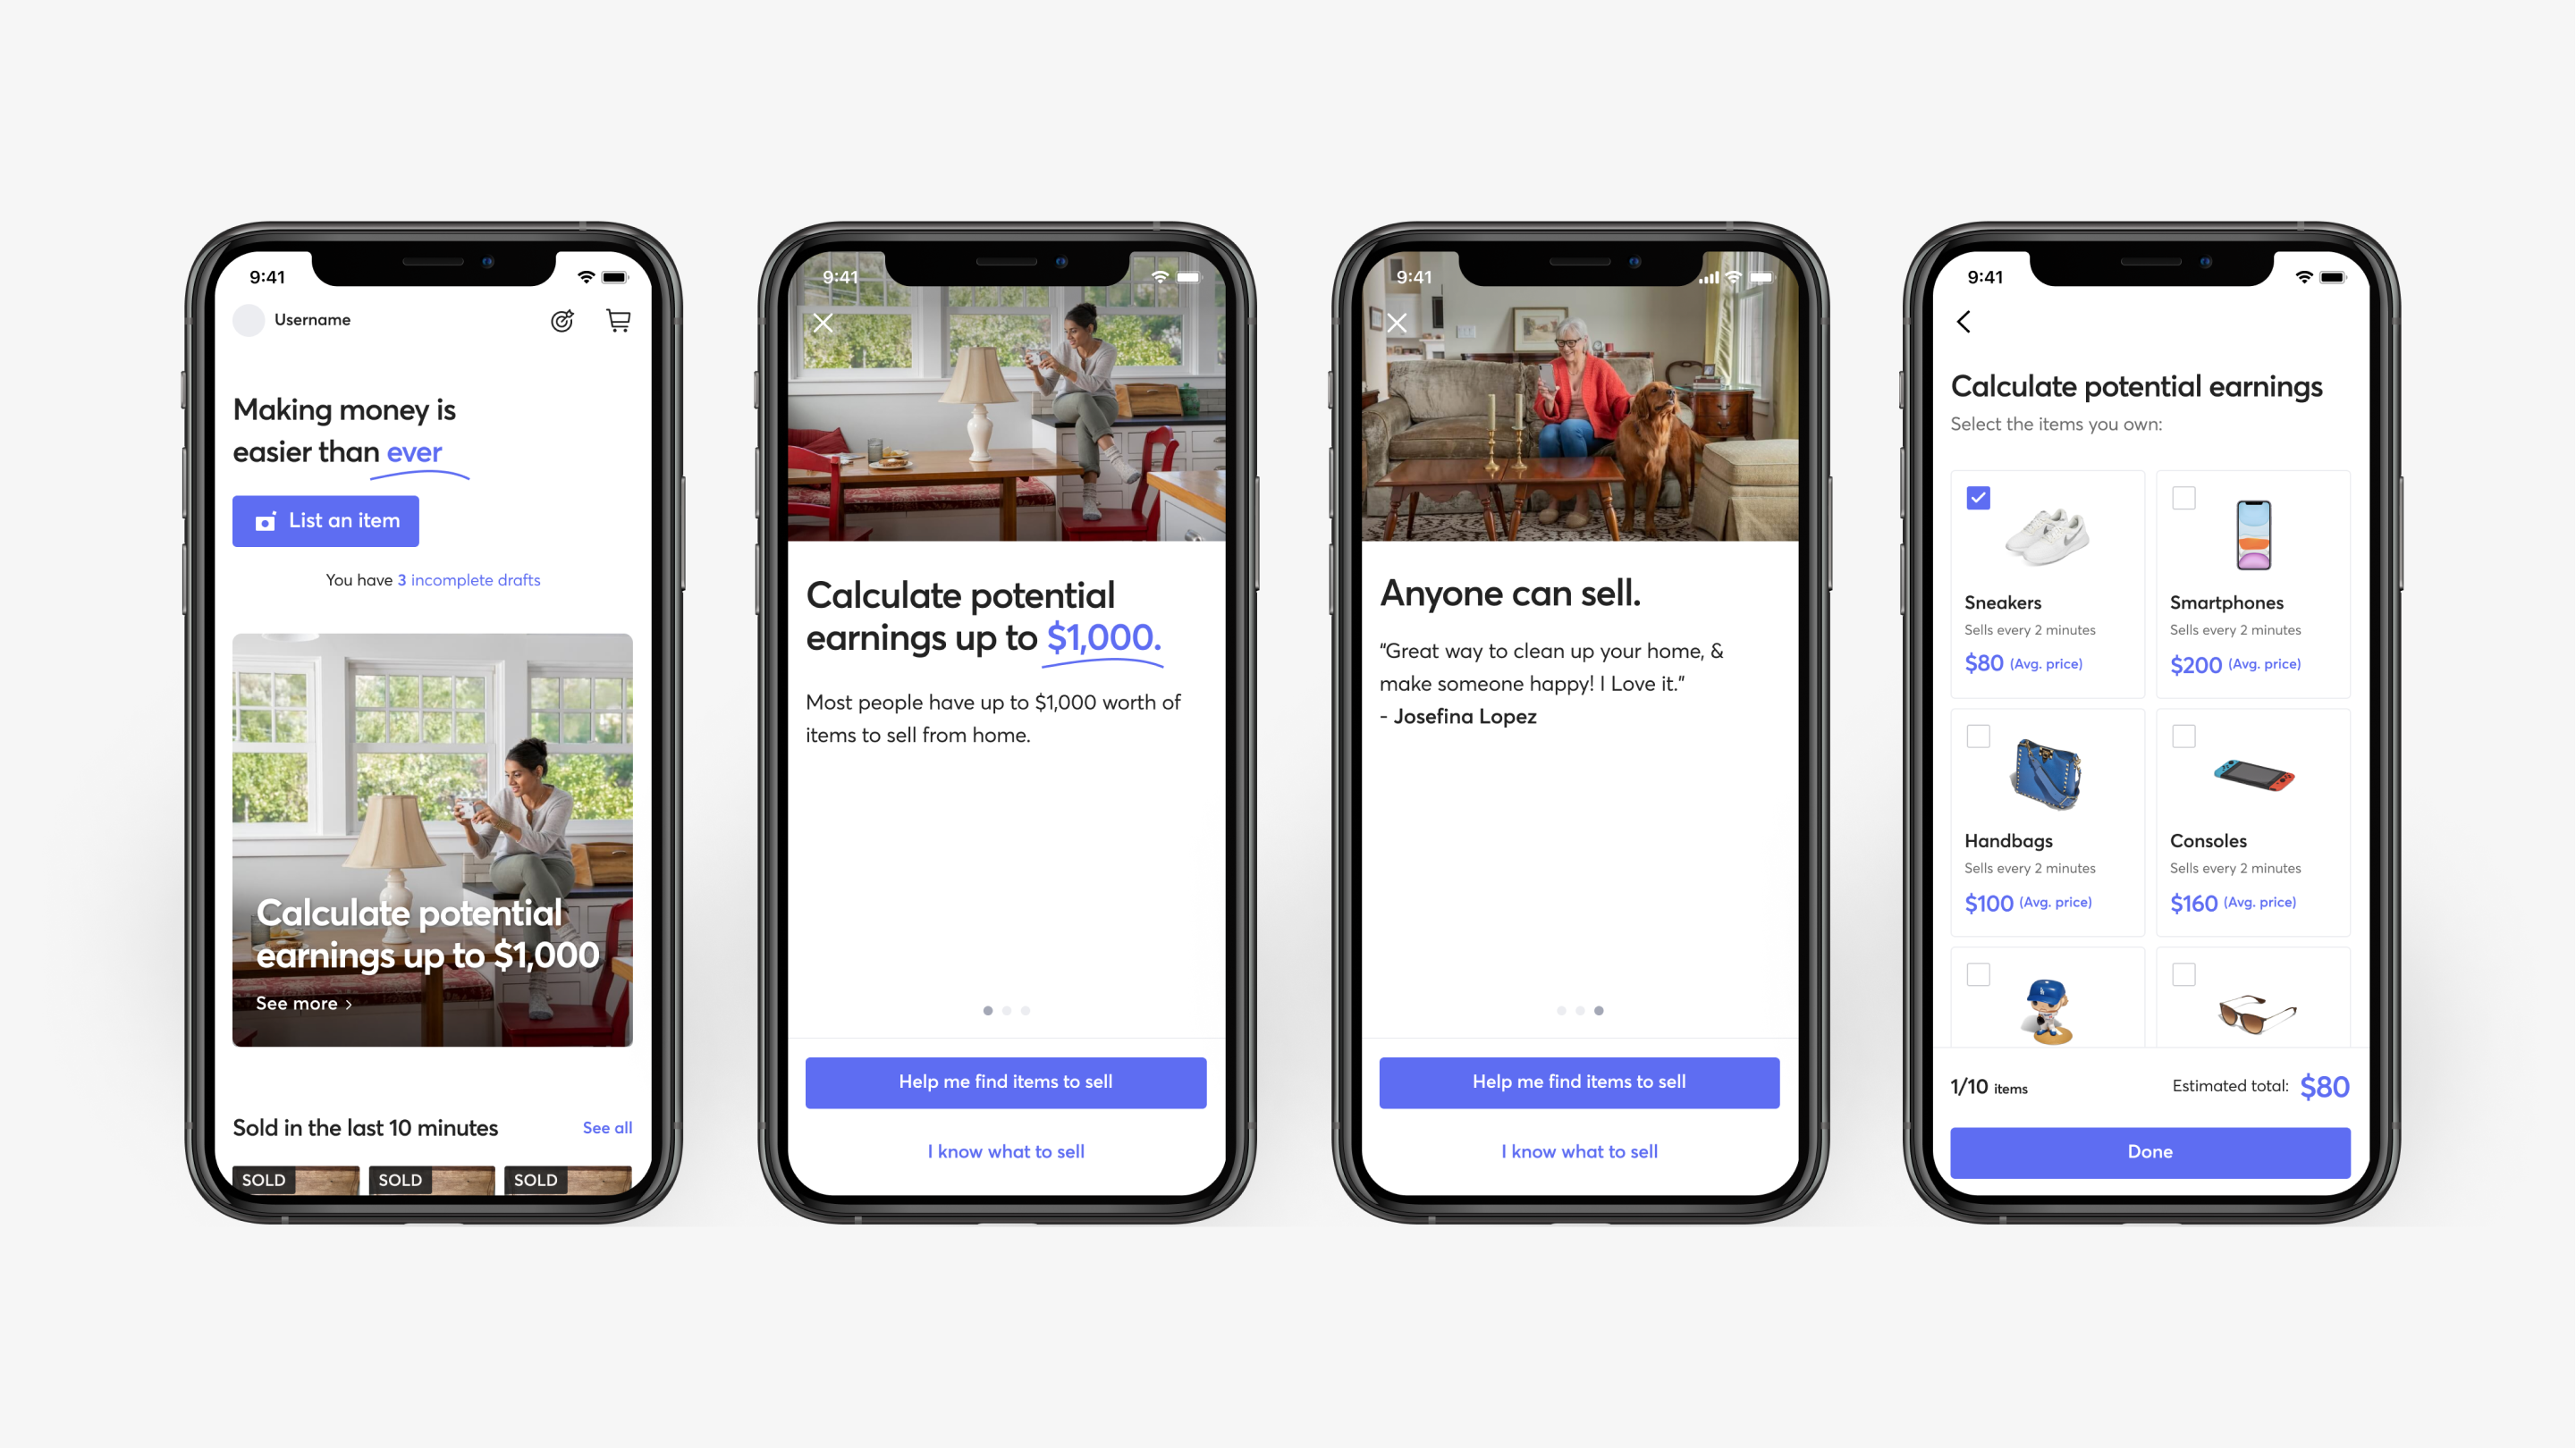 9:41
Username
Making money is
easier than ever
List an item
You have 3 incomplete drafts
Calculate potential
earnings up to $1,000
See more >
Sold in the last 10 minutes
See all
SOLD
SOLD
SOLD
9:41
Calculate potential
earnings up to $1,000.
Most people have up to $1,000 worth of
items to sell from home.
Help me find items to sell
I know what to sell
9:41
Anyone can sell.
“Great way to clean up your home, &
make someone happy! I Love it.”
- Josefina Lopez
Help me find items to sell
I know what to sell
9:41
Calculate potential earnings
Select the items you own:
Sneakers
Sells every 2 minutes
$80 (Avg. price)
Smartphones
Sells every 2 minutes
$200 (Avg. price)
Handbags
Sells every 2 minutes
$100 (Avg. price)
Consoles
Sells every 2 minutes
$160 (Avg. price)
1/10 items
Estimated total: $80
Done